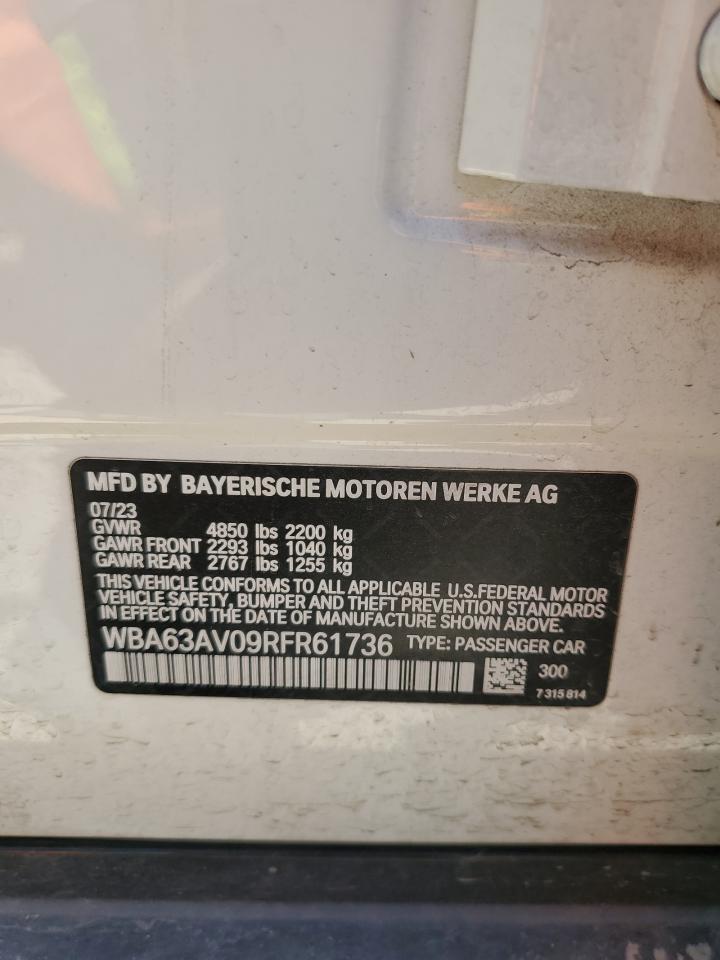 MFD BY BAYERISCHE MOTOREN WERKE AG
07/23
GVWR 4850 lbs 2200 kg
GAWR FRONT 2293 lbs 1040 kg
GAWR REAR 2767 lbs 1255 kg
THIS VEHICLE CONFORMS TO ALL APPLICABLE U.S.FEDERAL MOTOR
VEHICLE SAFETY, BUMPER AND THEFT PREVENTION STANDARDS
IN EFFECT ON THE DATE OF MANUFACTURE SHOWN ABOVE.
WBA63AV09RFR61736 TYPE: PASSENGER CAR
300
7 315 814